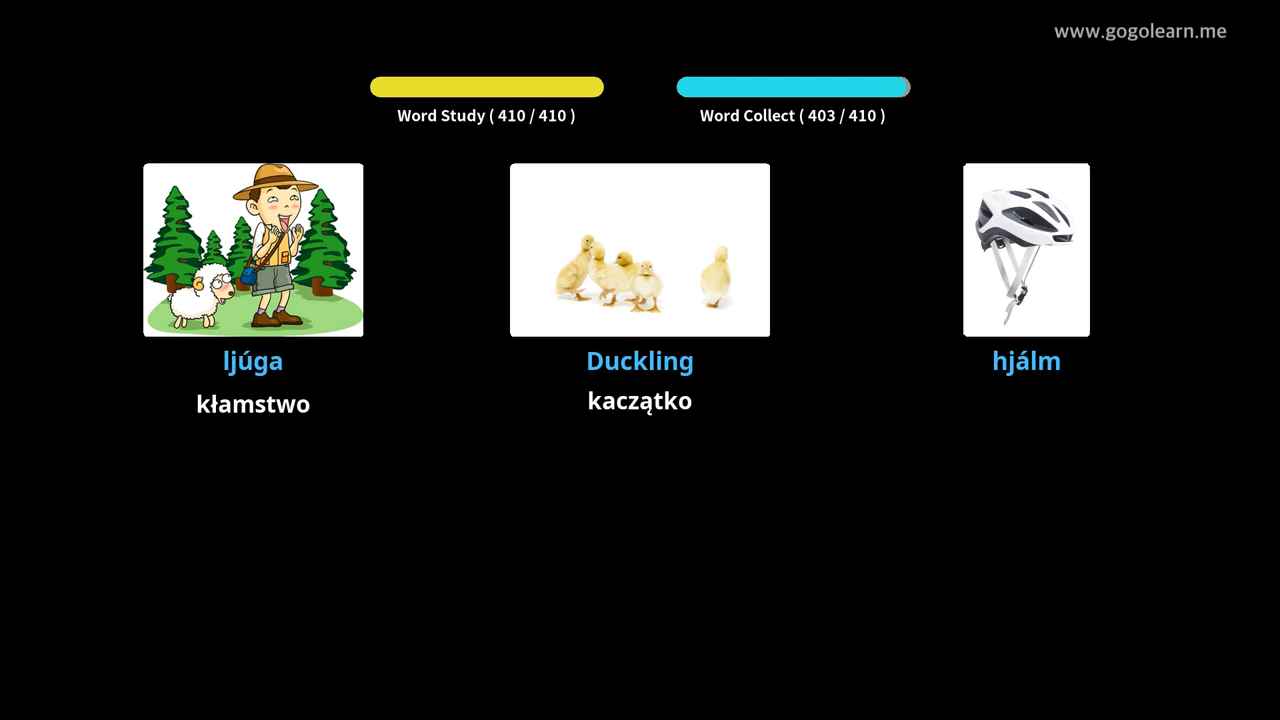 www.gogolearn.me
Word Study ( 410 / 410 )
Word Collect ( 403 / 410 )
ljúga
Duckling
hjálm
kłamstwo
kaczątko